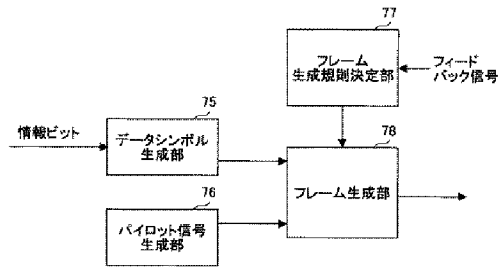 77
フレーム
生成規則決定部
フィード
バック信号
75
情報ビット
データシンボル
生成部
78
フレーム生成部
76
パイロット信号
生成部